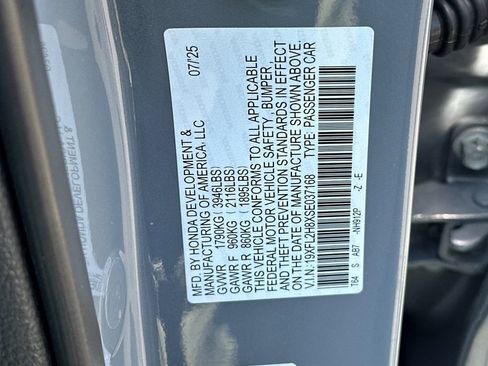 MFD. BY HONDA DEVELOPMENT & 07/25
MANUFACTURING OF AMERICA, LLC
GVWR 1790KG (3946LBS)
GAWR F 960KG (2116LBS)
GAWR R 860KG (1895LBS)
THIS VEHICLE CONFORMS TO ALL APPLICABLE
FEDERAL MOTOR VEHICLE SAFETY, BUMPER,
AND THEFT PREVENTION STANDARDS IN EFFECT
ON THE DATE OF MANUFACTURE SHOWN ABOVE.
V.I.N.: 19XFL2H8XSE037168 TYPE: PASSENGER CAR
T64 S AB7 -NH912P -Z -E